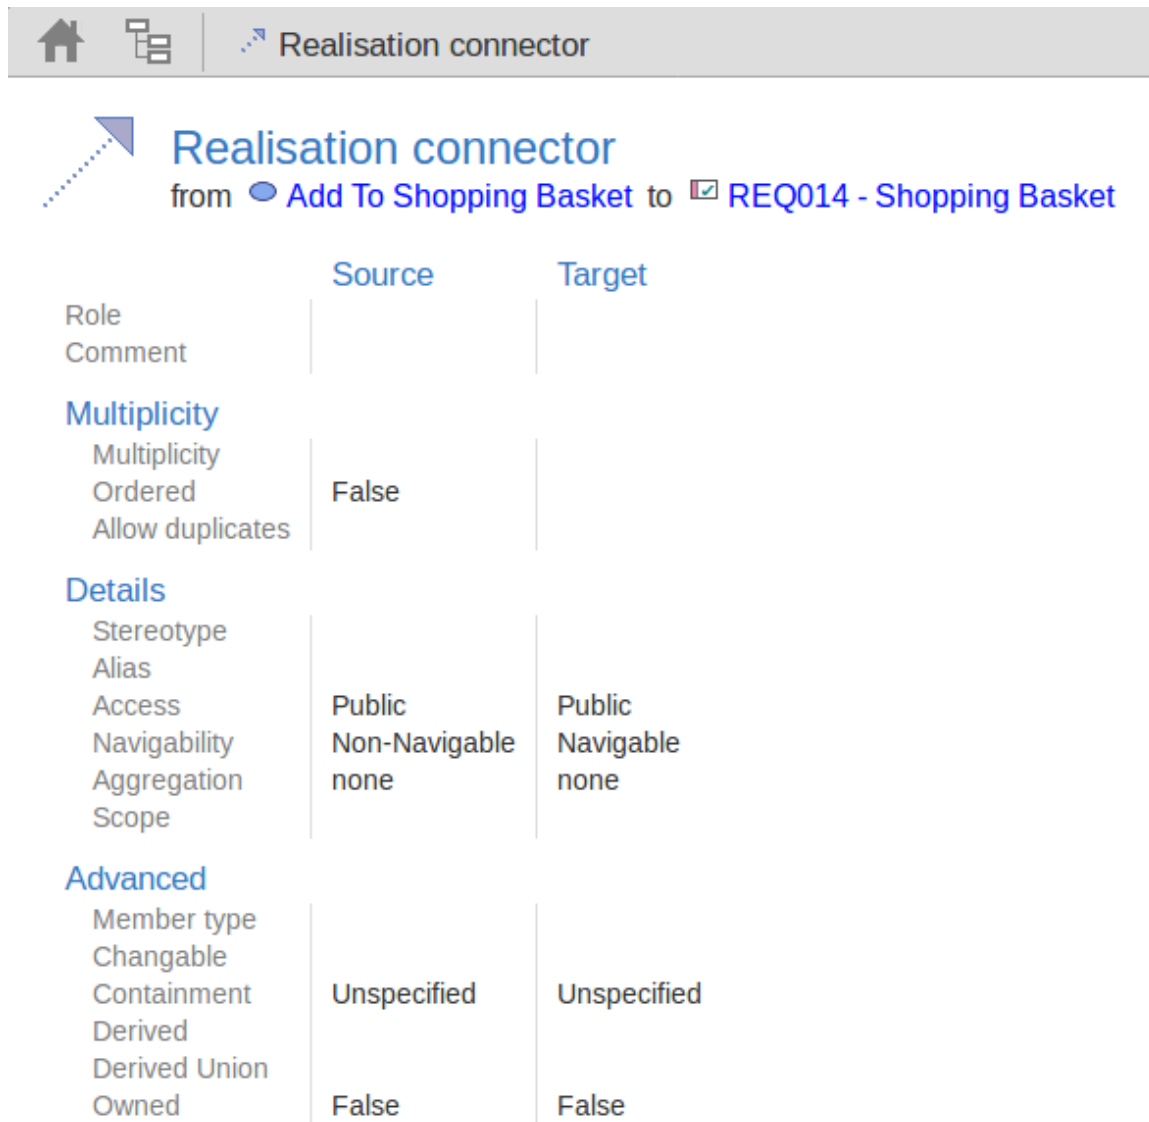 Realisation connector
Realisation connector
from Add To Shopping Basket to REQ014 - Shopping Basket
Source Target
Role
Comment
Multiplicity
Multiplicity
Ordered False
Allow duplicates
Details
Stereotype
Alias
Access Public Public
Navigability Non-Navigable Navigable
Aggregation none none
Scope
Advanced
Member type
Changable
Containment Unspecified Unspecified
Derived
Derived Union
Owned False False